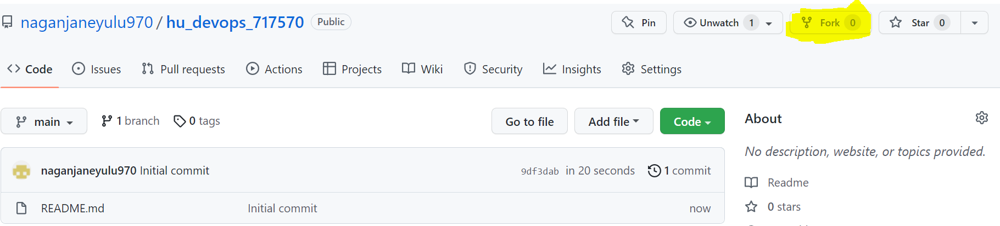 naganjaneyulu970 / hu_devops_717570 Public Pin Unwatch 1 Fork 0 Star 0
Code Issues Pull requests Actions Projects Wiki Security Insights Settings
main 1 branch 0 tags Go to file Add file Code
naganjaneyulu970 Initial commit 9df3dab in 20 seconds 1 commit
README.md Initial commit now
About
No description, website, or topics provided.
Readme
0 stars